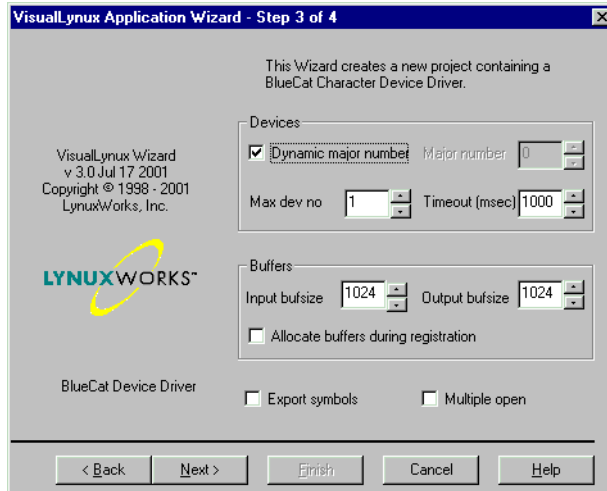 VisualLynux Application Wizard - Step 3 of 4
This Wizard creates a new project containing a
BlueCat Character Device Driver.
Devices
Dynamic major number Major number 0
Max dev no 1 Timeout (msec) 1000
VisualLynux Wizard
v 3.0 Jul 17 2001
Copyright © 1998 - 2001
LynuxWorks, Inc.
LYNUXWORKS™
Buffers
Input bufsize 1024 Output bufsize 1024
Allocate buffers during registration
BlueCat Device Driver
Export symbols Multiple open
< Back Next > Finish Cancel Help